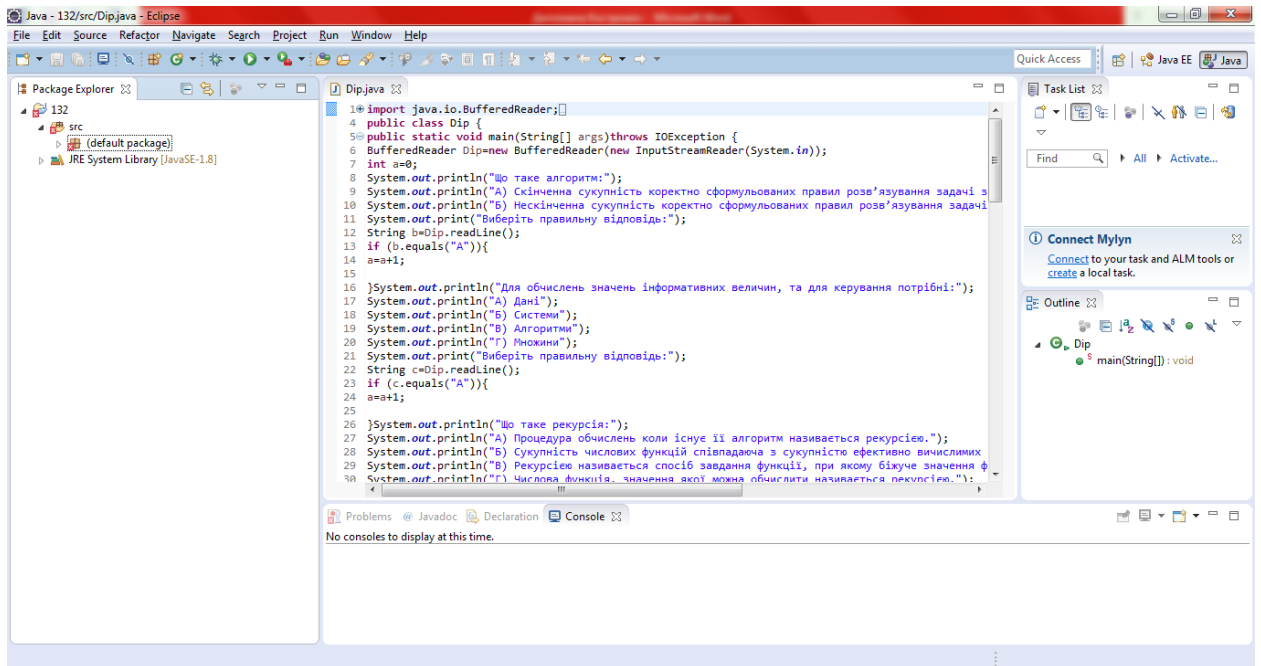 Java - 132/src/Dip.java - Eclipse
File Edit Source Refactor Navigate Search Project Run Window Help
Quick Access Java EE Java
Package Explorer
132
src
(default package)
JRE System Library [JavaSE-1.8]
Dip.java
1 import java.io.BufferedReader;
4 public class Dip {
5 public static void main(String[] args)throws IOException {
6 BufferedReader Dip=new BufferedReader(new InputStreamReader(System.in));
7 int a=0;
8 System.out.println("Що таке алгоритм:");
9 System.out.println("А) Скінченна сукупність коректно сформульованих правил розв’язування задачі з
10 System.out.println("Б) Нескінченна сукупність коректно сформульованих правил розв’язування задачі
11 System.out.print("Виберіть правильну відповідь:");
12 String b=Dip.readLine();
13 if (b.equals("А")){
14 a=a+1;
15
16 }System.out.println("Для обчислень значень інформативних величин, та для керування потрібні:");
17 System.out.println("А) Дані");
18 System.out.println("Б) Системи");
19 System.out.println("В) Алгоритми");
20 System.out.println("Г) Множини");
21 System.out.print("Виберіть правильну відповідь:");
22 String c=Dip.readLine();
23 if (c.equals("А")){
24 a=a+1;
25
26 }System.out.println("Що таке рекурсія:");
27 System.out.println("А) Процедура обчислень коли існує її алгоритм називається рекурсією.");
28 System.out.println("Б) Сукупність числових функцій співпадаюча з сукупністю ефективно вичислимих
29 System.out.println("В) Рекурсією називається спосіб завдання функції, при якому біжуче значення ф
30 System.out.println("Г) Числова функція, значення якої можна обчислити називається рекурсією.");
Task List
Find All Activate...
Connect Mylyn
Connect to your task and ALM tools or
create a local task.
Outline
Dip
main(String[]) : void
Problems Javadoc Declaration Console
No consoles to display at this time.